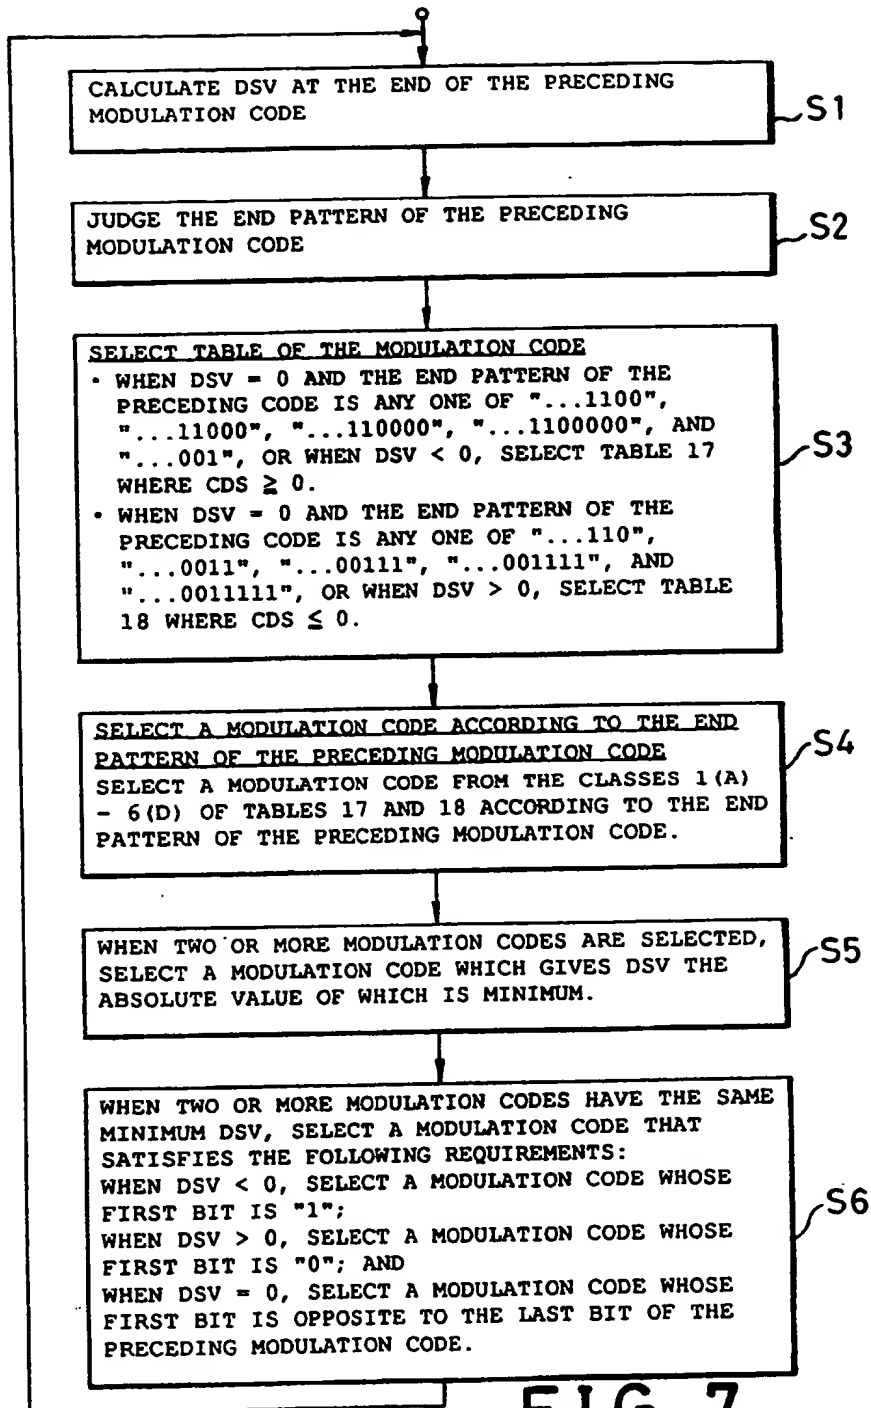 CALCULATE DSV AT THE END OF THE PRECEDING
MODULATION CODE
S1
JUDGE THE END PATTERN OF THE PRECEDING
MODULATION CODE
S2
SELECT TABLE OF THE MODULATION CODE
• WHEN DSV = 0 AND THE END PATTERN OF THE
PRECEDING CODE IS ANY ONE OF "...1100",
"...11000", "...110000", "...1100000", AND
"...001", OR WHEN DSV < 0, SELECT TABLE 17
WHERE CDS ≧ 0.
• WHEN DSV = 0 AND THE END PATTERN OF THE
PRECEDING CODE IS ANY ONE OF "...110",
"...0011", "...00111", "...001111", AND
"...0011111", OR WHEN DSV > 0, SELECT TABLE
18 WHERE CDS ≦ 0.
S3
SELECT A MODULATION CODE ACCORDING TO THE END
PATTERN OF THE PRECEDING MODULATION CODE
SELECT A MODULATION CODE FROM THE CLASSES 1(A)
- 6(D) OF TABLES 17 AND 18 ACCORDING TO THE END
PATTERN OF THE PRECEDING MODULATION CODE.
S4
WHEN TWO OR MORE MODULATION CODES ARE SELECTED,
SELECT A MODULATION CODE WHICH GIVES DSV THE
ABSOLUTE VALUE OF WHICH IS MINIMUM.
S5
WHEN TWO OR MORE MODULATION CODES HAVE THE SAME
MINIMUM DSV, SELECT A MODULATION CODE THAT
SATISFIES THE FOLLOWING REQUIREMENTS:
WHEN DSV < 0, SELECT A MODULATION CODE WHOSE
FIRST BIT IS "1";
WHEN DSV > 0, SELECT A MODULATION CODE WHOSE
FIRST BIT IS "0"; AND
WHEN DSV = 0, SELECT A MODULATION CODE WHOSE
FIRST BIT IS OPPOSITE TO THE LAST BIT OF THE
PRECEDING MODULATION CODE.
S6
FIG. 7